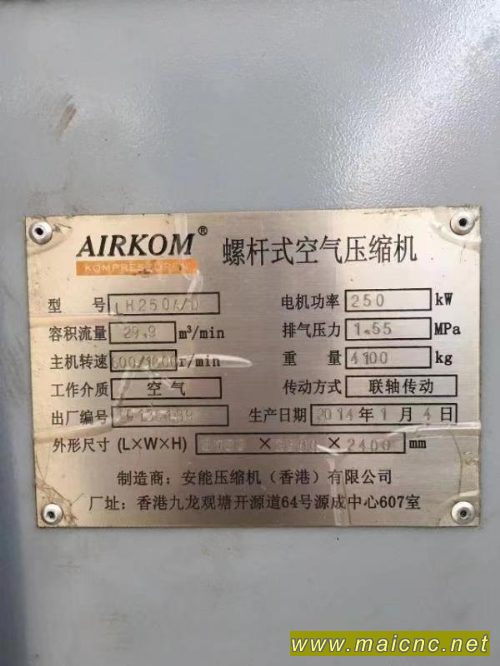 AIRKOM® 螺杆式空气压缩机
KOMPRESSOREN
型 号 LH250A/D 电机功率 250 kW
容积流量 29.9 m³/min 排气压力 1.55 MPa
主机转速 r/min 重 量 4100 kg
工作介质 空气 传动方式 联轴传动
出厂编号 生产日期 2014年1月4日
外形尺寸 (L×W×H) × × 2400 mm
制造商：安能压缩机（香港）有限公司
厂址：香港九龙观塘开源道64号源成中心607室
www.maicnc.net